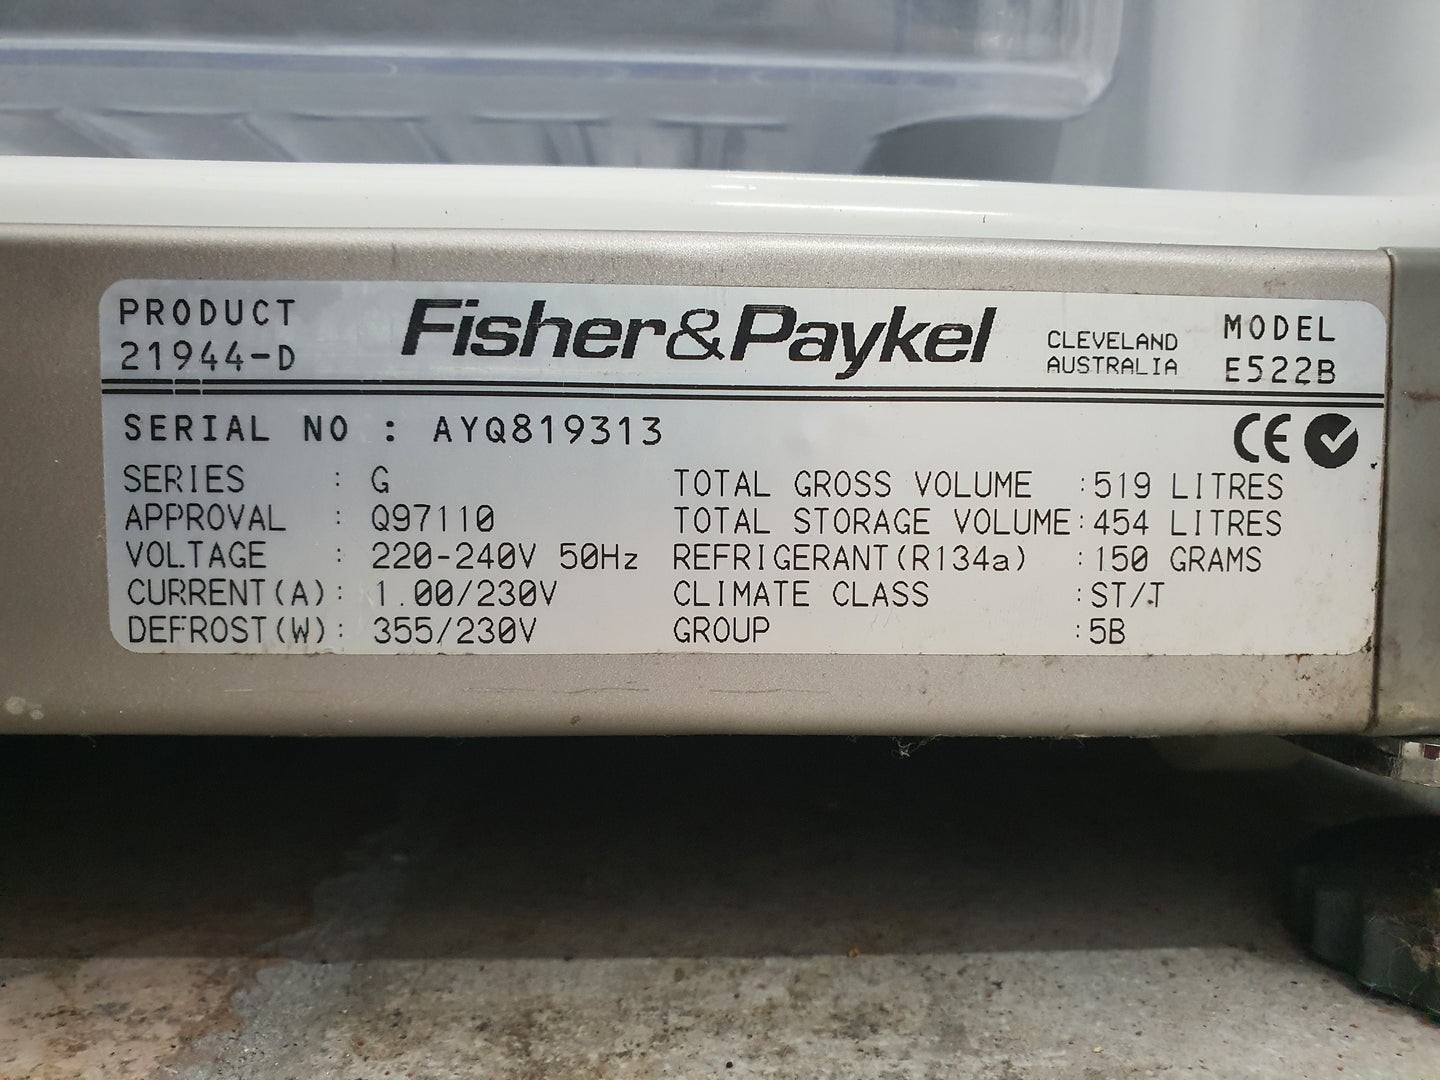 PRODUCT
21944-D
Fisher&Paykel
CLEVELAND
AUSTRALIA
MODEL
E522B
SERIAL NO : AYQ819313
CE
SERIES : G
APPROVAL : Q97110
VOLTAGE : 220-240V 50Hz
CURRENT(A): 1.00/230V
DEFROST(W): 355/230V
TOTAL GROSS VOLUME :519 LITRES
TOTAL STORAGE VOLUME:454 LITRES
REFRIGERANT(R134a) :150 GRAMS
CLIMATE CLASS :ST/T
GROUP :5B